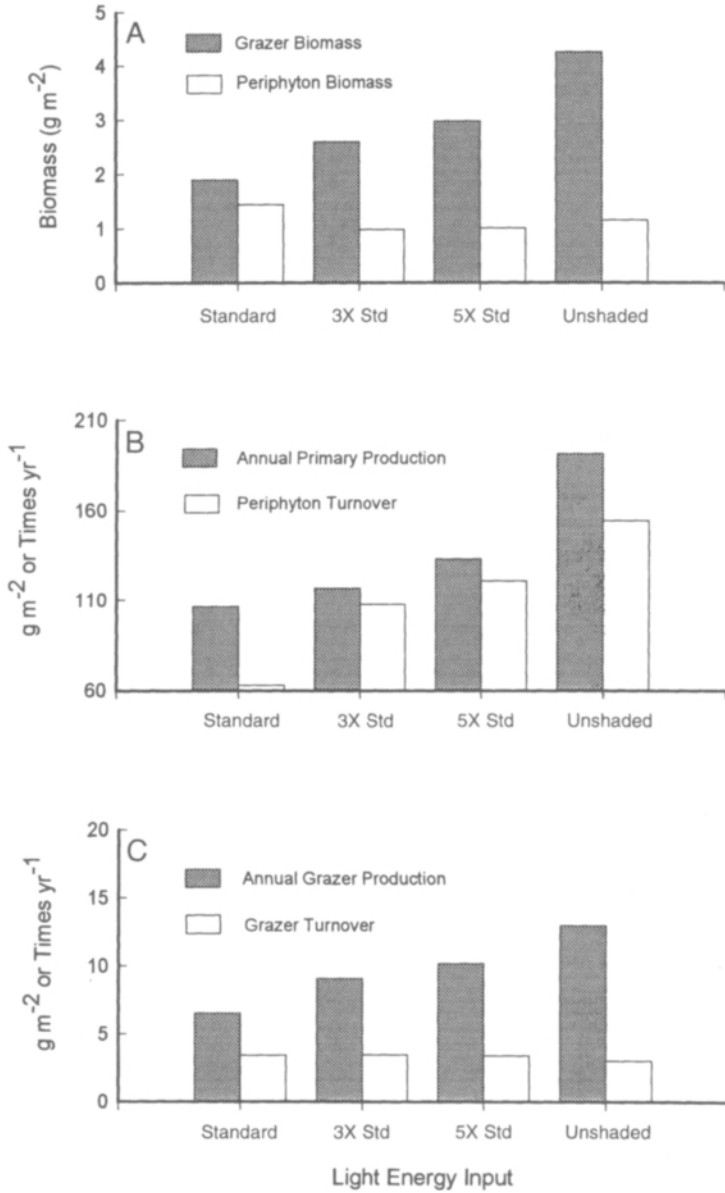 A
Grazer Biomass
Periphyton Biomass
Biomass (g m⁻²)
5
4
3
2
1
0
Standard 3X Std 5X Std Unshaded
B
Annual Primary Production
Periphyton Turnover
g m⁻² or Times yr⁻¹
210
160
110
60
Standard 3X Std 5X Std Unshaded
C
Annual Grazer Production
Grazer Turnover
g m⁻² or Times yr⁻¹
20
15
10
5
0
Standard 3X Std 5X Std Unshaded
Light Energy Input